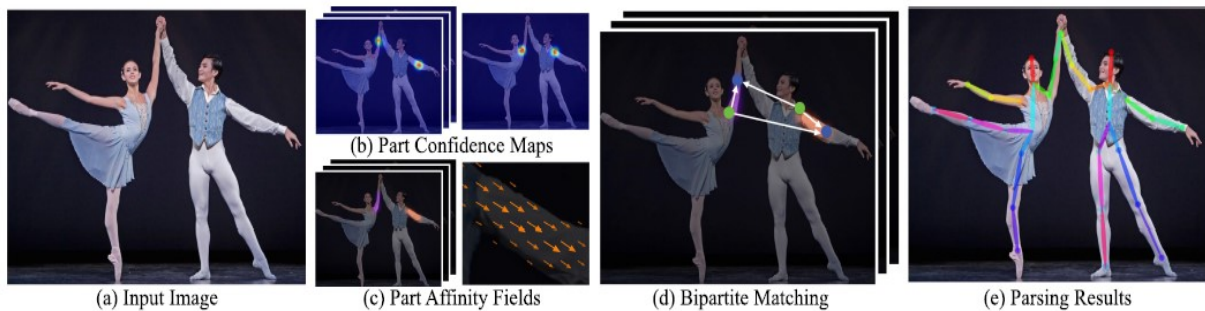 (a) Input Image
(b) Part Confidence Maps
(c) Part Affinity Fields
(d) Bipartite Matching
(e) Parsing Results